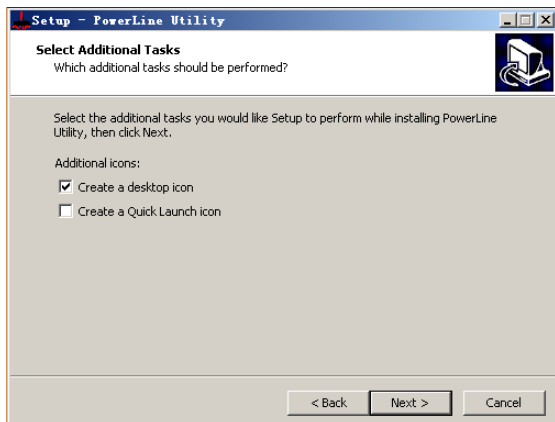 Setup - PowerLine Utility
Select Additional Tasks
Which additional tasks should be performed?
Select the additional tasks you would like Setup to perform while installing PowerLine
Utility, then click Next.
Additional icons:
Create a desktop icon
Create a Quick Launch icon
< Back Next > Cancel